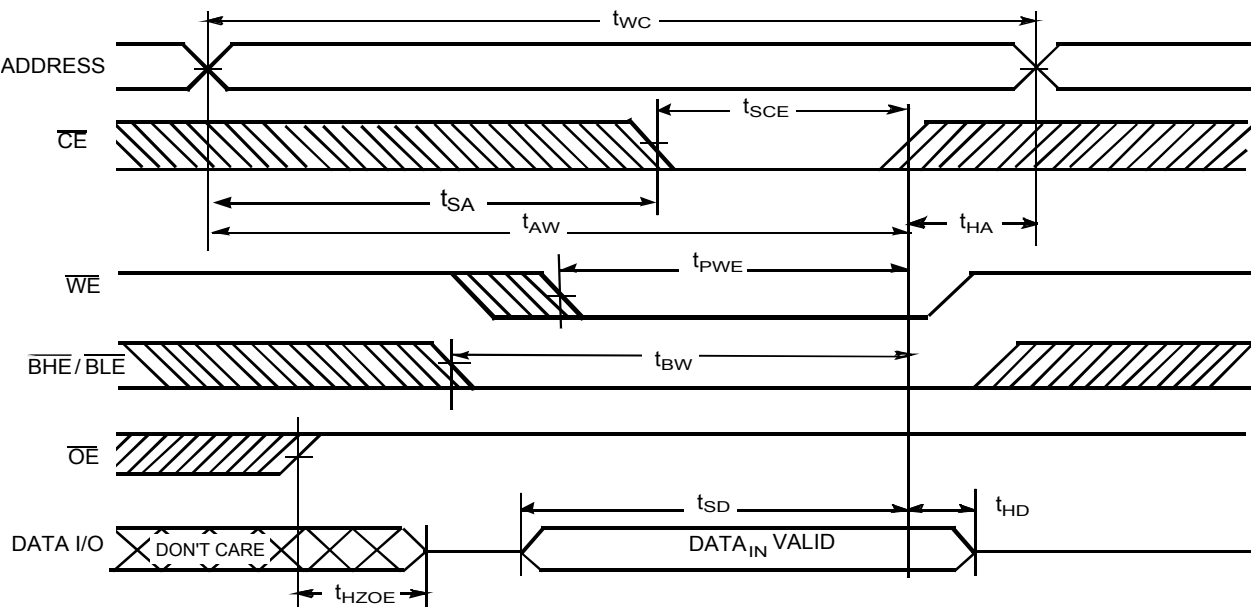 tWC
ADDRESS
tSCE
CE
tSA
tAW
tHA
tPWE
WE
tBW
BHE/BLE
OE
tSD
tHD
DATA I/O
DON'T CARE
DATAIN VALID
tHZOE